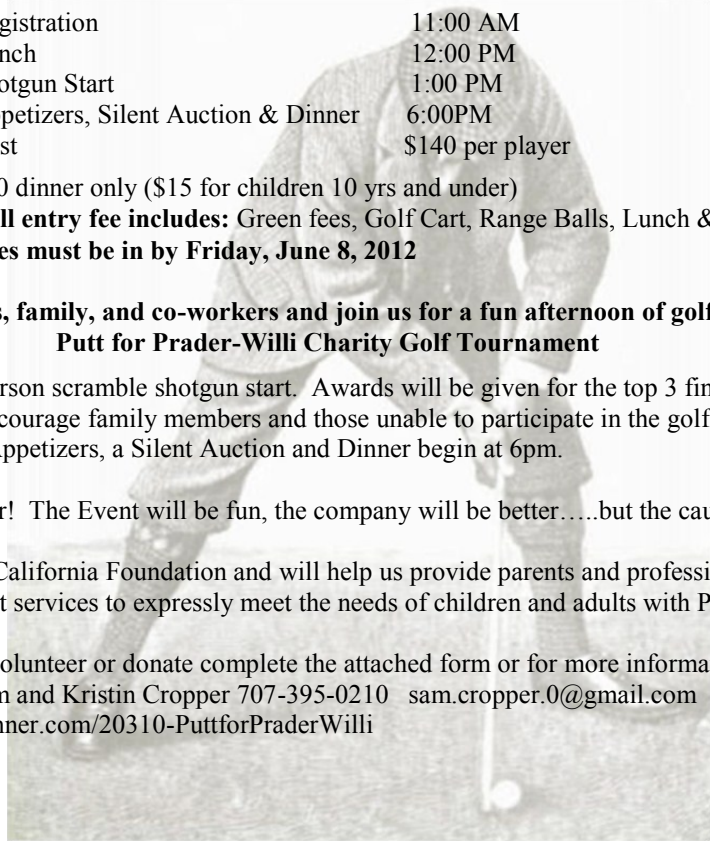 gistration 11:00 AM
nch 12:00 PM
otgun Start 1:00 PM
petizers, Silent Auction & Dinner 6:00PM
st $140 per player
0 dinner only ($15 for children 10 yrs and under)
ll entry fee includes: Green fees, Golf Cart, Range Balls, Lunch &
es must be in by Friday, June 8, 2012
s, family, and co-workers and join us for a fun afternoon of golf
Putt for Prader-Willi Charity Golf Tournament
erson scramble shotgun start. Awards will be given for the top 3 fin
courage family members and those unable to participate in the golf
Appetizers, a Silent Auction and Dinner begin at 6pm.
r! The Event will be fun, the company will be better…..but the cau
California Foundation and will help us provide parents and professi
t services to expressly meet the needs of children and adults with P
olunteer or donate complete the attached form or for more informa
m and Kristin Cropper 707-395-0210 sam.cropper.0@gmail.com
nner.com/20310-PuttforPraderWilli